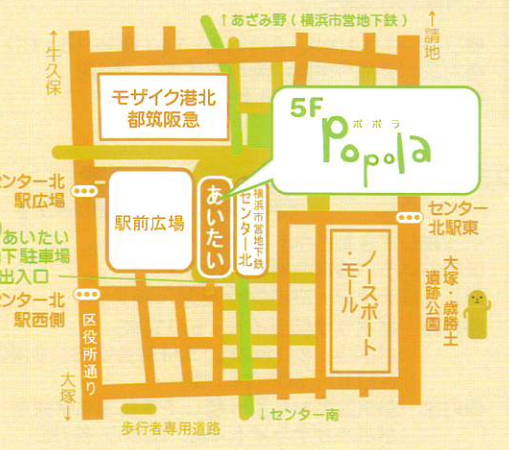 ↑あざみ野(横浜市営地下鉄)
↑請地
↑牛久保
モザイク港北
都筑阪急
5F
ポポラ
popola
センター北
駅広場
駅前広場
あいたい
横浜市営地下鉄
センター北
センター
北駅東
あいたい
地下駐車場
出入口
ノースポート
・モール
大塚・歳勝土
遺跡公園
センター北
駅西側
区役所通り
大塚↓
↓センター南
歩行者専用道路